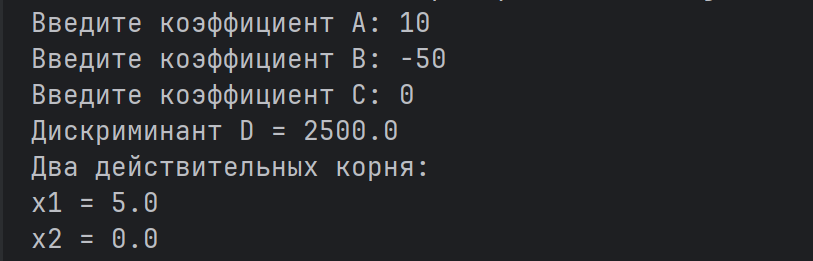 Введите коэффициент A: 10
Введите коэффициент B: -50
Введите коэффициент C: 0
Дискриминант D = 2500.0
Два действительных корня:
x1 = 5.0
x2 = 0.0